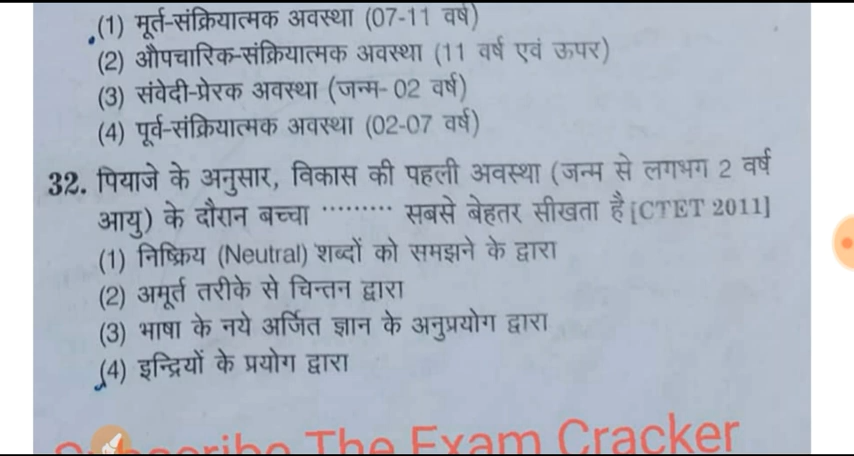 (1) मूर्त-संक्रियात्मक अवस्था (07-11 वर्ष)
(2) औपचारिक-संक्रियात्मक अवस्था (11 वर्ष एवं ऊपर)
(3) संवेदी-प्रेरक अवस्था (जन्म- 02 वर्ष)
(4) पूर्व-संक्रियात्मक अवस्था (02-07 वर्ष)
32. पियाजे के अनुसार, विकास की पहली अवस्था (जन्म से लगभग 2 वर्ष
आयु) के दौरान बच्चा ········· सबसे बेहतर सीखता है [CTET 2011]
(1) निष्क्रिय (Neutral) शब्दों को समझने के द्वारा
(2) अमूर्त तरीके से चिन्तन द्वारा
(3) भाषा के नये अर्जित ज्ञान के अनुप्रयोग द्वारा
(4) इन्द्रियों के प्रयोग द्वारा
The Exam Cracker